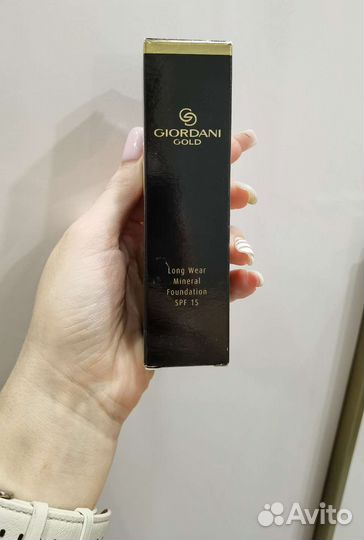 GIORDANI
GOLD
Long Wear
Mineral
Foundation
SPF 15
Avito